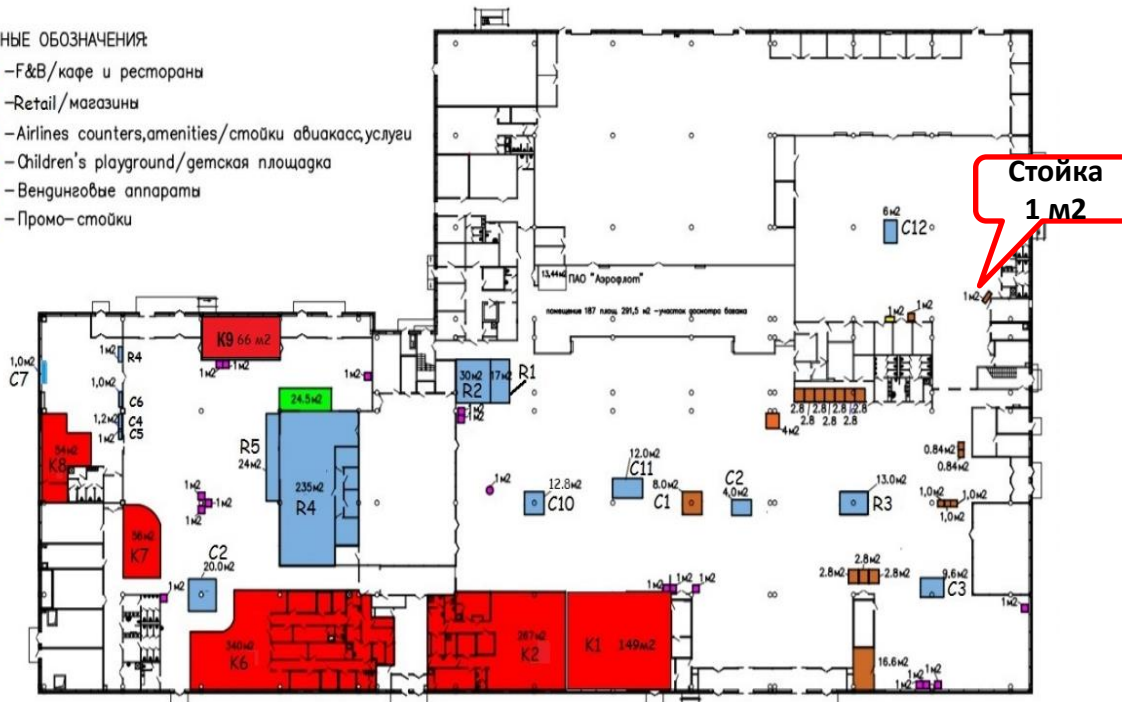 НЫЕ ОБОЗНАЧЕНИЯ:
-F&B/кафе и рестораны
-Retail/магазины
-Airlines counters,amenities/стойки авиакасс,услуги
-Children's playground/детская площадка
-Вендинговые аппараты
-Промо-стойки
Стойка
1 м2
6м2
C12
13,44м2
ПАО "Аэрофлот"
помещения 187 площ 291,5 м2 -участок досмотра багажа
1м2
1м2
1м2
K9 66 м2
1м2
R4
1,0м2
C7
1м2
1м2
1м2
30м2
17м2
R1
R2
1,0м2
C6
24.5м2
1,2м2
C4
1м2
C5
1м2
1м2
2.8 2.8 2.8 2.8
2.8 2.8 2.8
4м2
R5
24м2
K8
0.84м2
0.84м2
12.0м2
C11
235м2
R4
1м2
1м2
1м2
1м2
12.8м2
C10
8.0м2
C1
C2
4,0м2
13.0м2
R3
1,0м2
1,0м2
1,0м2
K7
C2
20.0м2
1м2
2.8м2
2.8м2
2.8м2
9.6м2
C3
1м2
1м2
1м2
1м2
340м2
K6
K2
K1 149м2
16.6м2
1м2
1м2
1м2